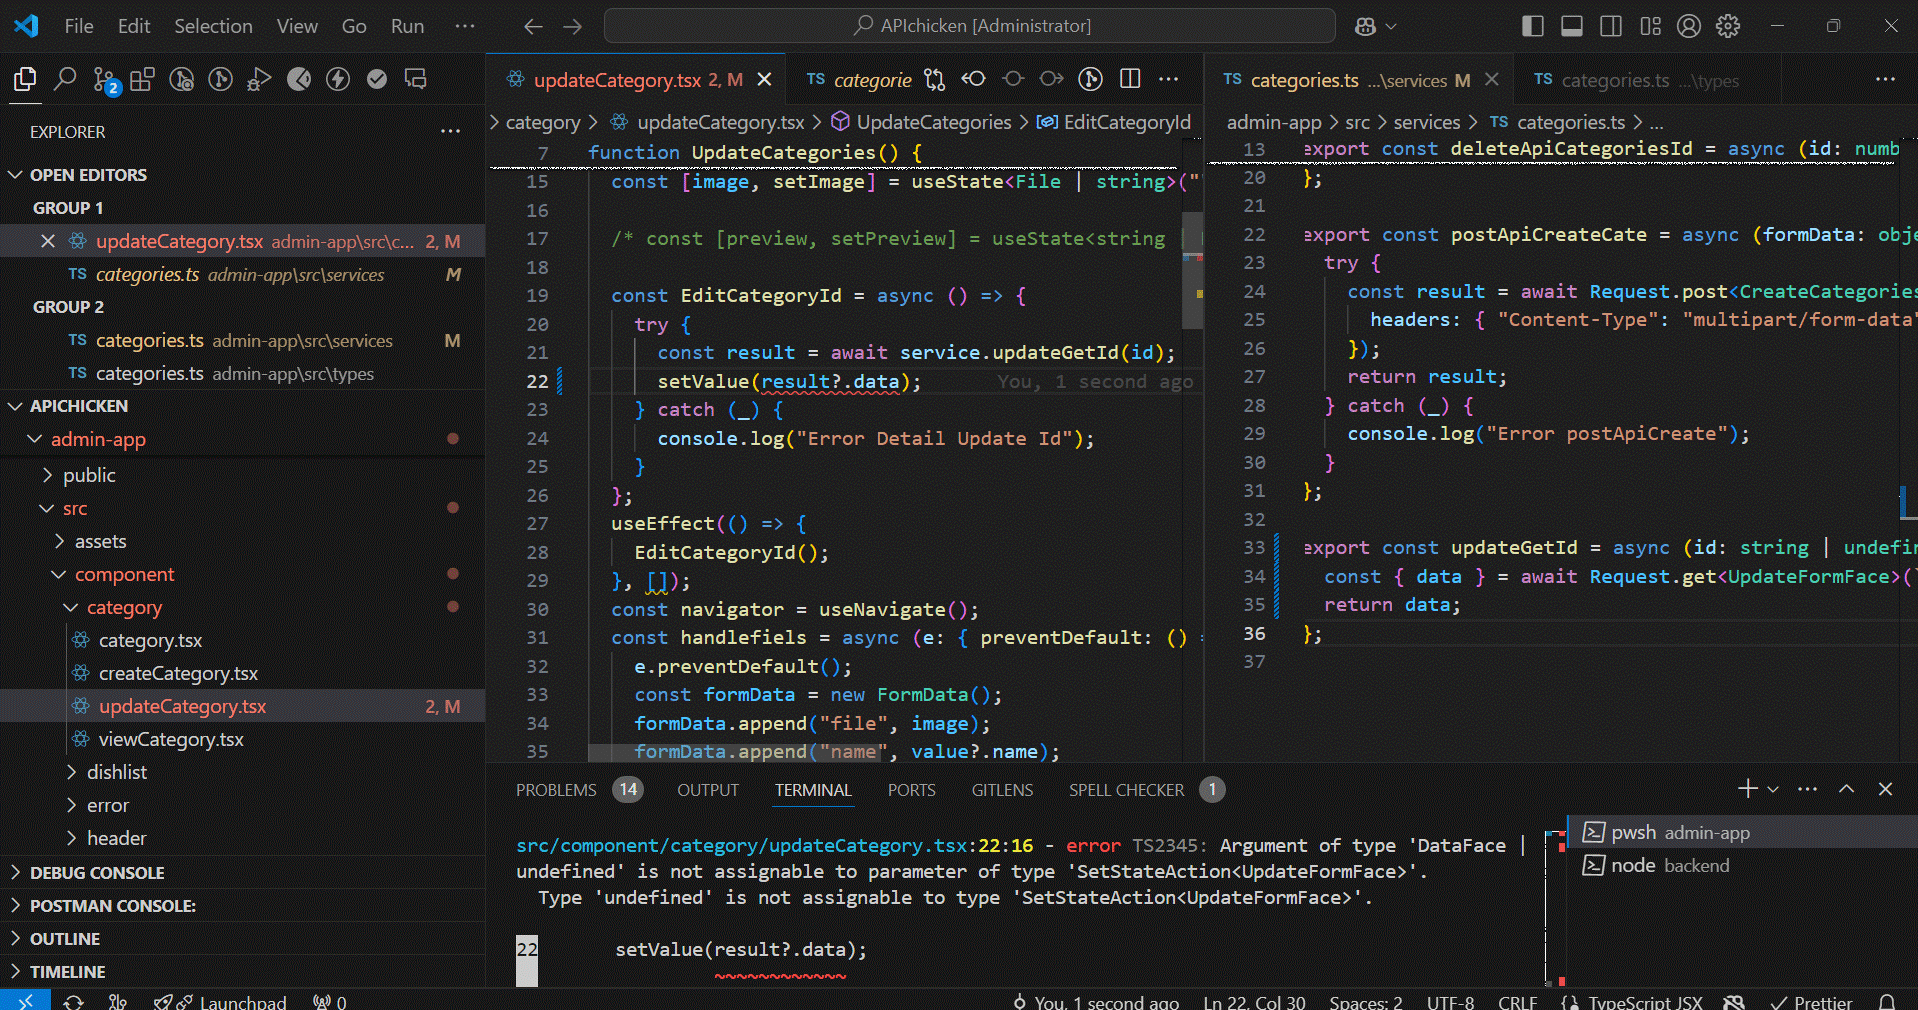 File Edit Selection View Go Run ··· APIchicken [Administrator]
EXPLORER
OPEN EDITORS
GROUP 1
updateCategory.tsx admin-app\src\c... 2, M
categories.ts admin-app\src\services M
GROUP 2
categories.ts admin-app\src\services M
categories.ts admin-app\src\types
APICHICKEN
admin-app
public
src
assets
component
category
category.tsx
createCategory.tsx
updateCategory.tsx 2, M
viewCategory.tsx
dishlist
error
header
DEBUG CONSOLE
POSTMAN CONSOLE:
OUTLINE
TIMELINE
2
updateCategory.tsx 2, M
TS categorie
> category > updateCategory.tsx > UpdateCategories > EditCategoryId
7 function UpdateCategories() {
15 const [image, setImage] = useState<File | string>("
16
17 /* const [preview, setPreview] = useState<string |
18
19 const EditCategoryId = async () => {
20 try {
21 const result = await service.updateGetId(id);
22 setValue(result?.data); You, 1 second ago
23 } catch (_) {
24 console.log("Error Detail Update Id");
25 }
26 };
27 useEffect(() => {
28 EditCategoryId();
29 }, []);
30 const navigator = useNavigate();
31 const handlefiels = async (e: { preventDefault: ()
32 e.preventDefault();
33 const formData = new FormData();
34 formData.append("file", image);
35 formData.append("name", value?.name);
TS categories.ts ...\services M
TS categories.ts ...\types
admin-app > src > services > TS categories.ts > ...
13 export const deleteApiCategoriesId = async (id: numb
20 };
21
22 export const postApiCreateCate = async (formData: obj
23 try {
24 const result = await Request.post<CreateCategories
25 headers: { "Content-Type": "multipart/form-data"
26 });
27 return result;
28 } catch (_) {
29 console.log("Error postApiCreate");
30 }
31 };
32
33 export const updateGetId = async (id: string | undefin
34 const { data } = await Request.get<UpdateFormFace>(
35 return data;
36 };
37
PROBLEMS 14 OUTPUT TERMINAL PORTS GITLENS SPELL CHECKER 1
src/component/category/updateCategory.tsx:22:16 - error TS2345: Argument of type 'DataFace |
undefined' is not assignable to parameter of type 'SetStateAction<UpdateFormFace>'.
Type 'undefined' is not assignable to type 'SetStateAction<UpdateFormFace>'.
22 setValue(result?.data);
pwsh admin-app
node backend
Launchpad 0 You, 1 second ago Ln 22, Col 30 Spaces: 2 UTF-8 CRLF {} TypeScript JSX Prettier